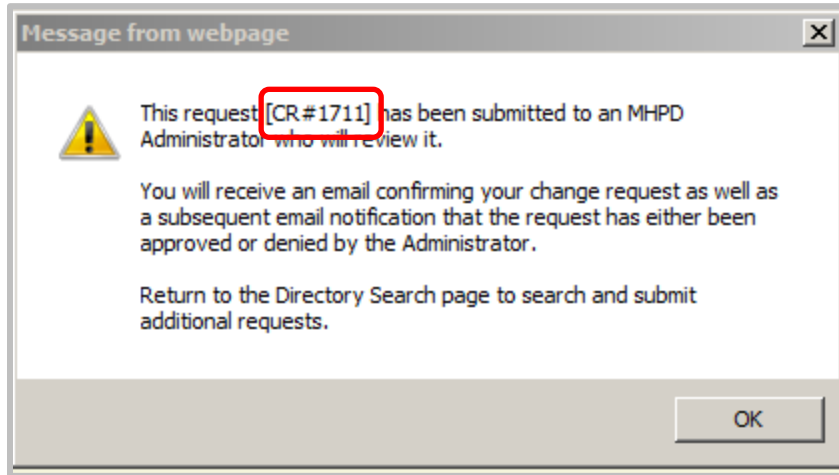 Message from webpage
This request [CR#1711] has been submitted to an MHPD
Administrator who will review it.
You will receive an email confirming your change request as well as
a subsequent email notification that the request has either been
approved or denied by the Administrator.
Return to the Directory Search page to search and submit
additional requests.
OK